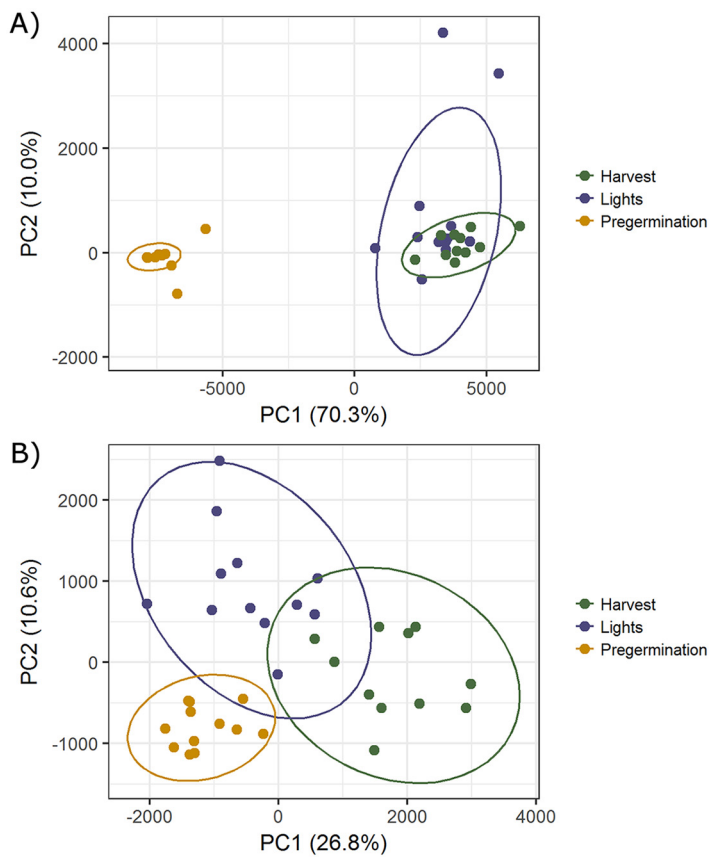 A)
4000
2000
0
-2000
PC2 (10.0%)
-5000 0 5000
PC1 (70.3%)
Harvest
Lights
Pregermination
B)
2000
1000
0
-1000
PC2 (10.6%)
-2000 0 2000 4000
PC1 (26.8%)
Harvest
Lights
Pregermination